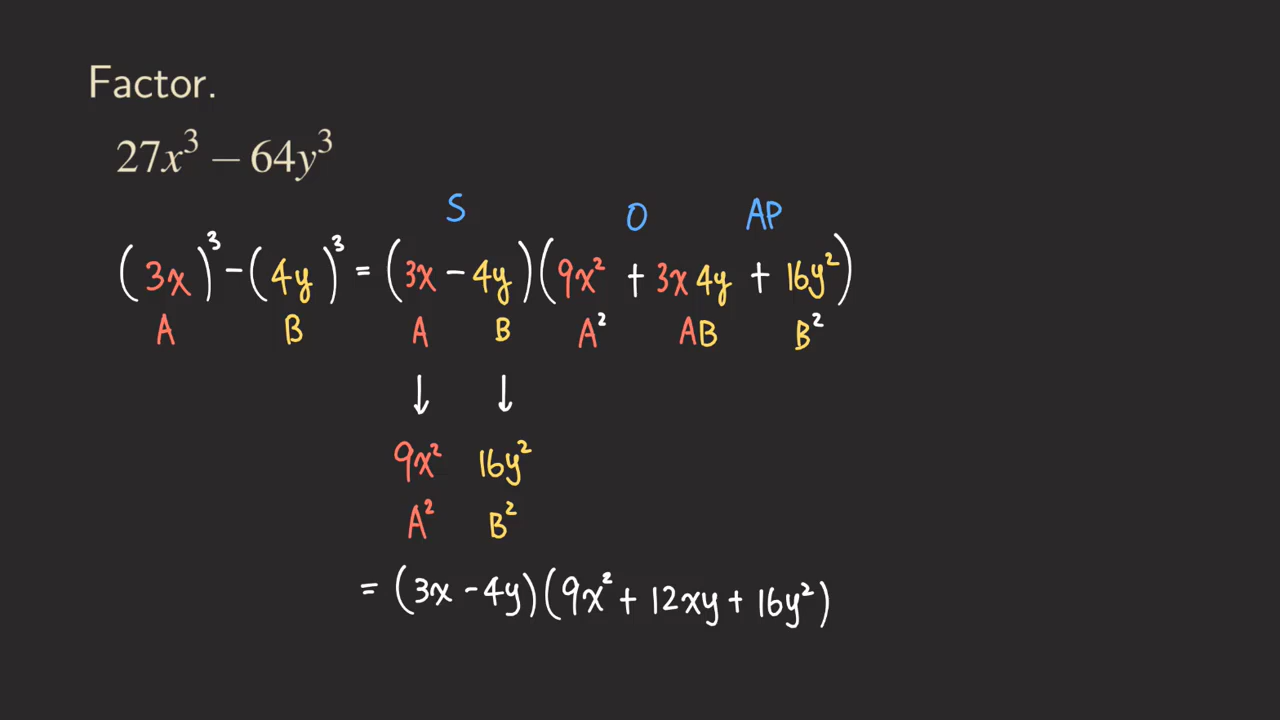 Factor.
27x³ − 64y³
S O AP
(3x)³ − (4y)³ = (3x − 4y)(9x² + 3x 4y + 16y²)
A B A B A² AB B²
↓ ↓
9x² 16y²
A² B²
= (3x − 4y)(9x² + 12xy + 16y²)